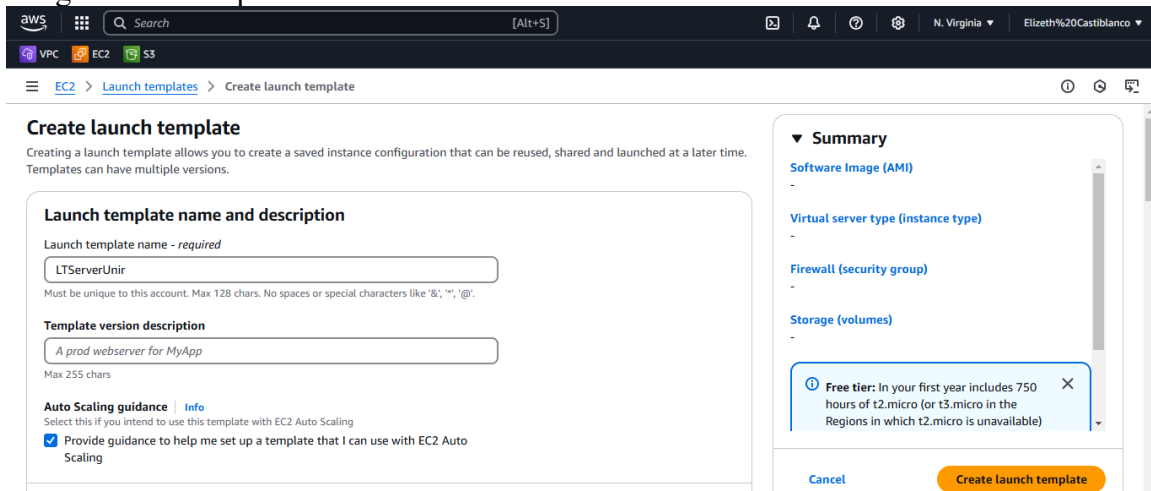 aws
Search
[Alt+S]
N. Virginia ▼
Elizeth%20Castiblanco ▼
VPC
EC2
S3
EC2 > Launch templates > Create launch template
Create launch template
Creating a launch template allows you to create a saved instance configuration that can be reused, shared and launched at a later time.
Templates can have multiple versions.
Launch template name and description
Launch template name - required
LTServerUnir
Must be unique to this account. Max 128 chars. No spaces or special characters like '&', '*', '@'.
Template version description
A prod webserver for MyApp
Max 255 chars
Auto Scaling guidance | Info
Select this if you intend to use this template with EC2 Auto Scaling
Provide guidance to help me set up a template that I can use with EC2 Auto
Scaling
▼ Summary
Software Image (AMI)
-
Virtual server type (instance type)
-
Firewall (security group)
-
Storage (volumes)
-
Free tier: In your first year includes 750
hours of t2.micro (or t3.micro in the
Regions in which t2.micro is unavailable)
Cancel
Create launch template